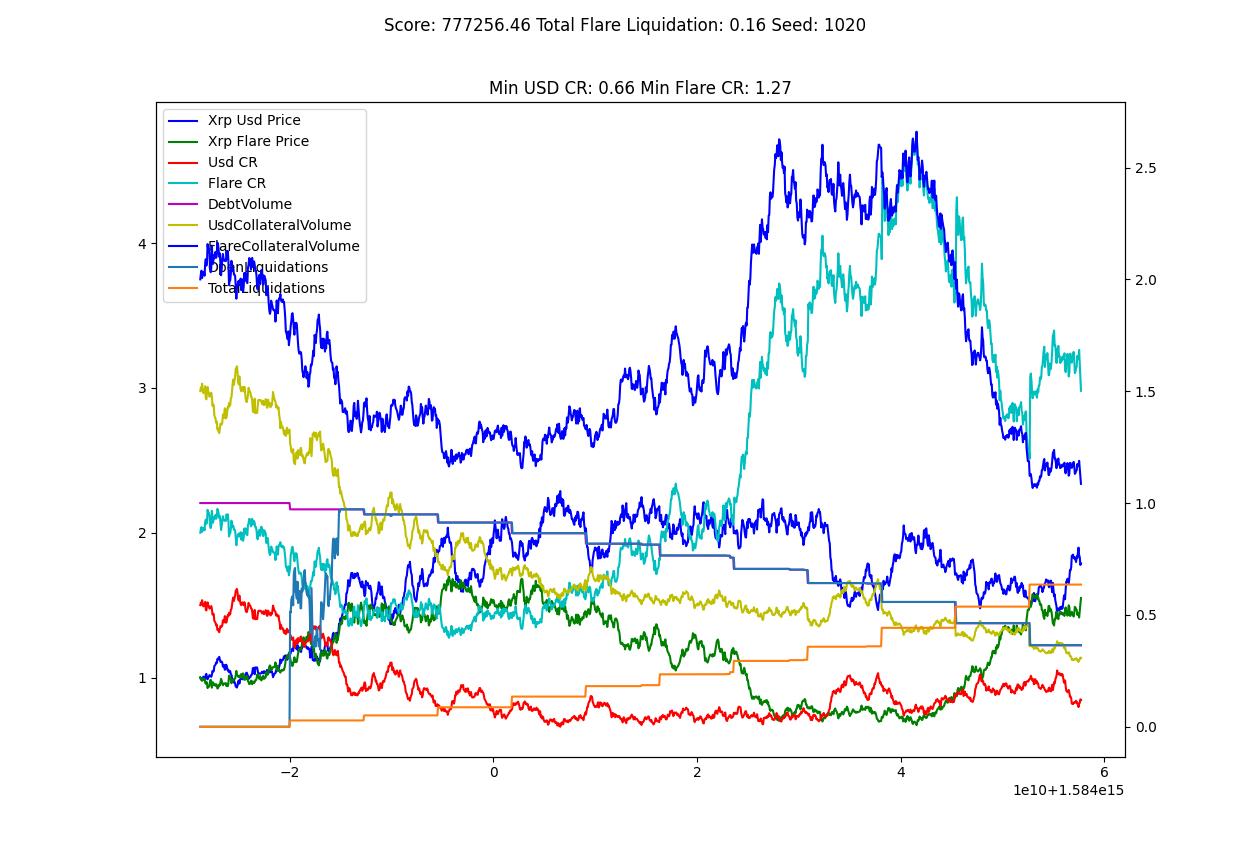 Score: 777256.46 Total Flare Liquidation: 0.16 Seed: 1020
Min USD CR: 0.66 Min Flare CR: 1.27
Xrp Usd Price
Xrp Flare Price
Usd CR
Flare CR
DebtVolume
UsdCollateralVolume
FlareCollateralVolume
OpenLiquidations
TotalLiquidations
4
3
2
1
2.5
2.0
1.5
1.0
0.5
0.0
−2
0
2
4
6
1e10+1.584e15